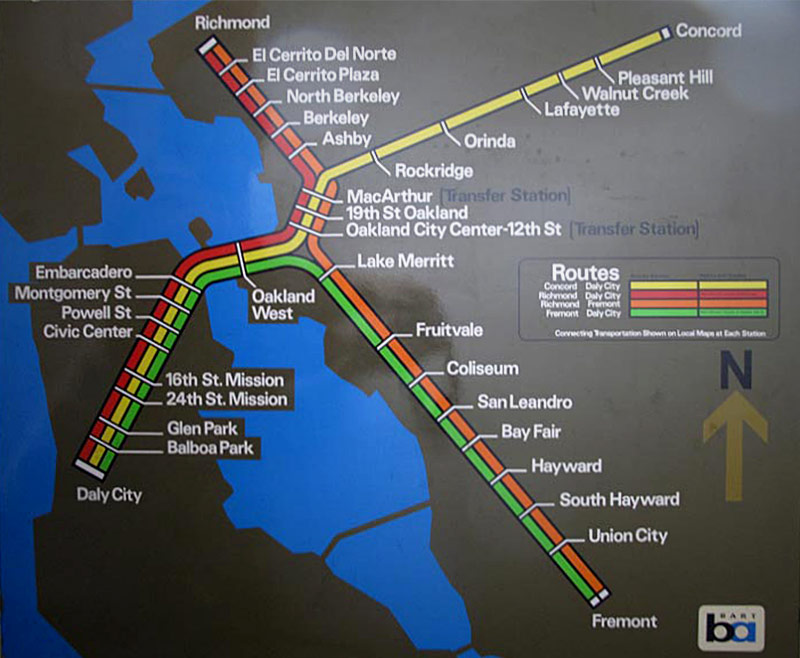 Richmond
El Cerrito Del Norte
El Cerrito Plaza
North Berkeley
Berkeley
Ashby
Concord
Pleasant Hill
Walnut Creek
Lafayette
Orinda
Rockridge
MacArthur [Transfer Station]
19th St Oakland
Oakland City Center-12th St [Transfer Station]
Lake Merritt
Embarcadero
Montgomery St
Powell St
Civic Center
Oakland
West
16th St. Mission
24th St. Mission
Glen Park
Balboa Park
Daly City
Fruitvale
Coliseum
San Leandro
Bay Fair
Hayward
South Hayward
Union City
Fremont
Routes
Concord Daly City
Richmond Daly City
Richmond Fremont
Fremont Daly City
Connecting Transportation Shown on Local Maps at Each Station
N
BART
ba